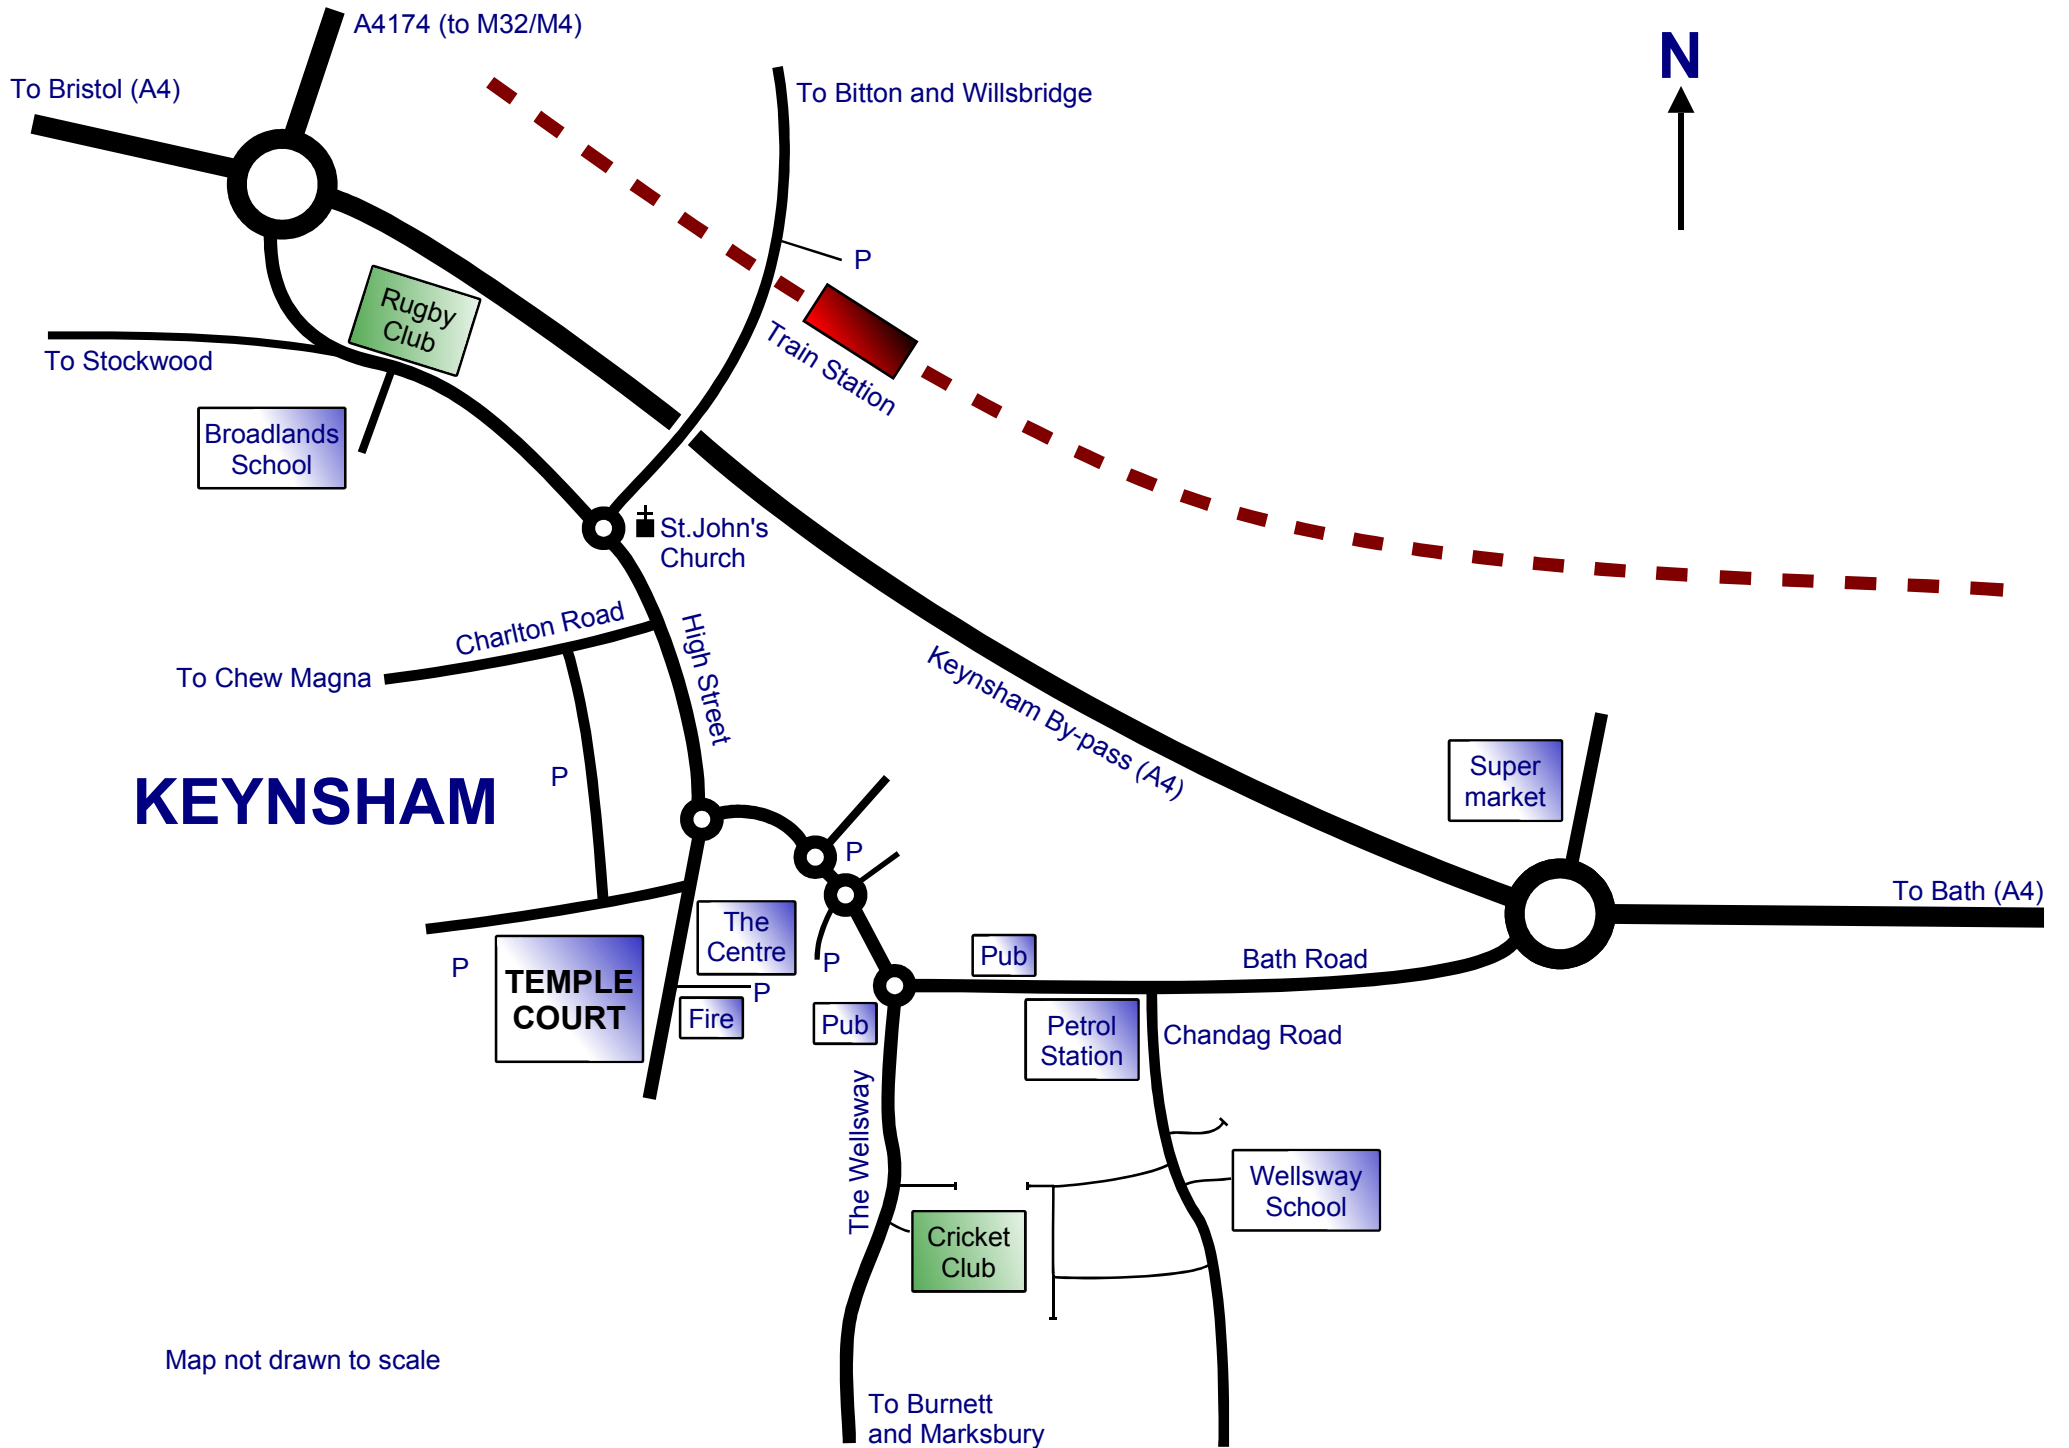 A4174 (to M32/M4)
N
To Bristol (A4)
To Bitton and Willsbridge
P
Rugby
Club
Train Station
To Stockwood
Broadlands
School
St.John's
Church
Charlton Road
High Street
To Chew Magna
Keynsham By-pass (A4)
KEYNSHAM
P
Super
market
P
To Bath (A4)
The
Centre
P
P
Pub
Bath Road
TEMPLE
COURT
P
Fire
Pub
Petrol
Station
Chandag Road
The Wellsway
Wellsway
School
Cricket
Club
Map not drawn to scale
To Burnett
and Marksbury